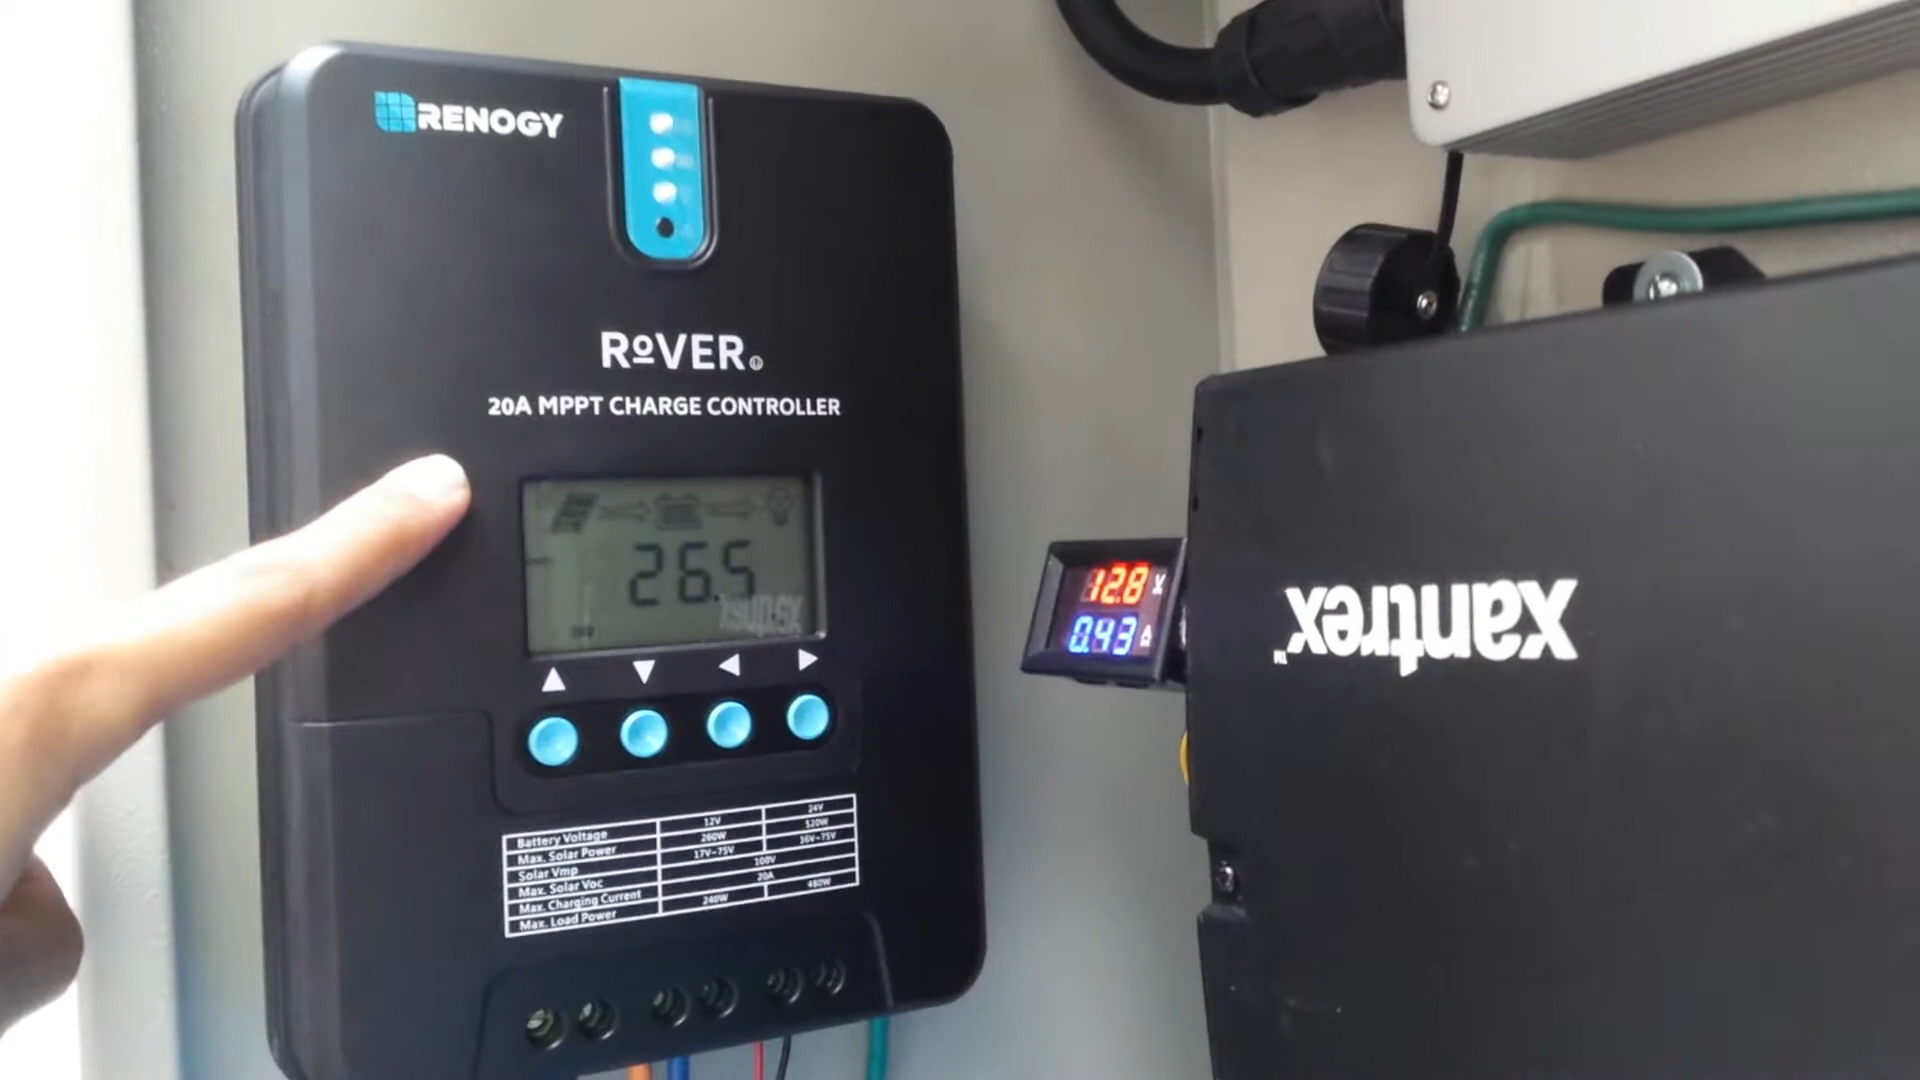 RENOGY
RoVER
20A MPPT CHARGE CONTROLLER
26.5
Battery Voltage 12V 24V
Max. Solar Power 260W 520W
Solar Vmp 17V~75V 36V~75V
Max. Solar Voc 100V
Max. Charging Current 20A
Max. Load Power 240W 480W
12.8 V
0.43 A
xantrex™